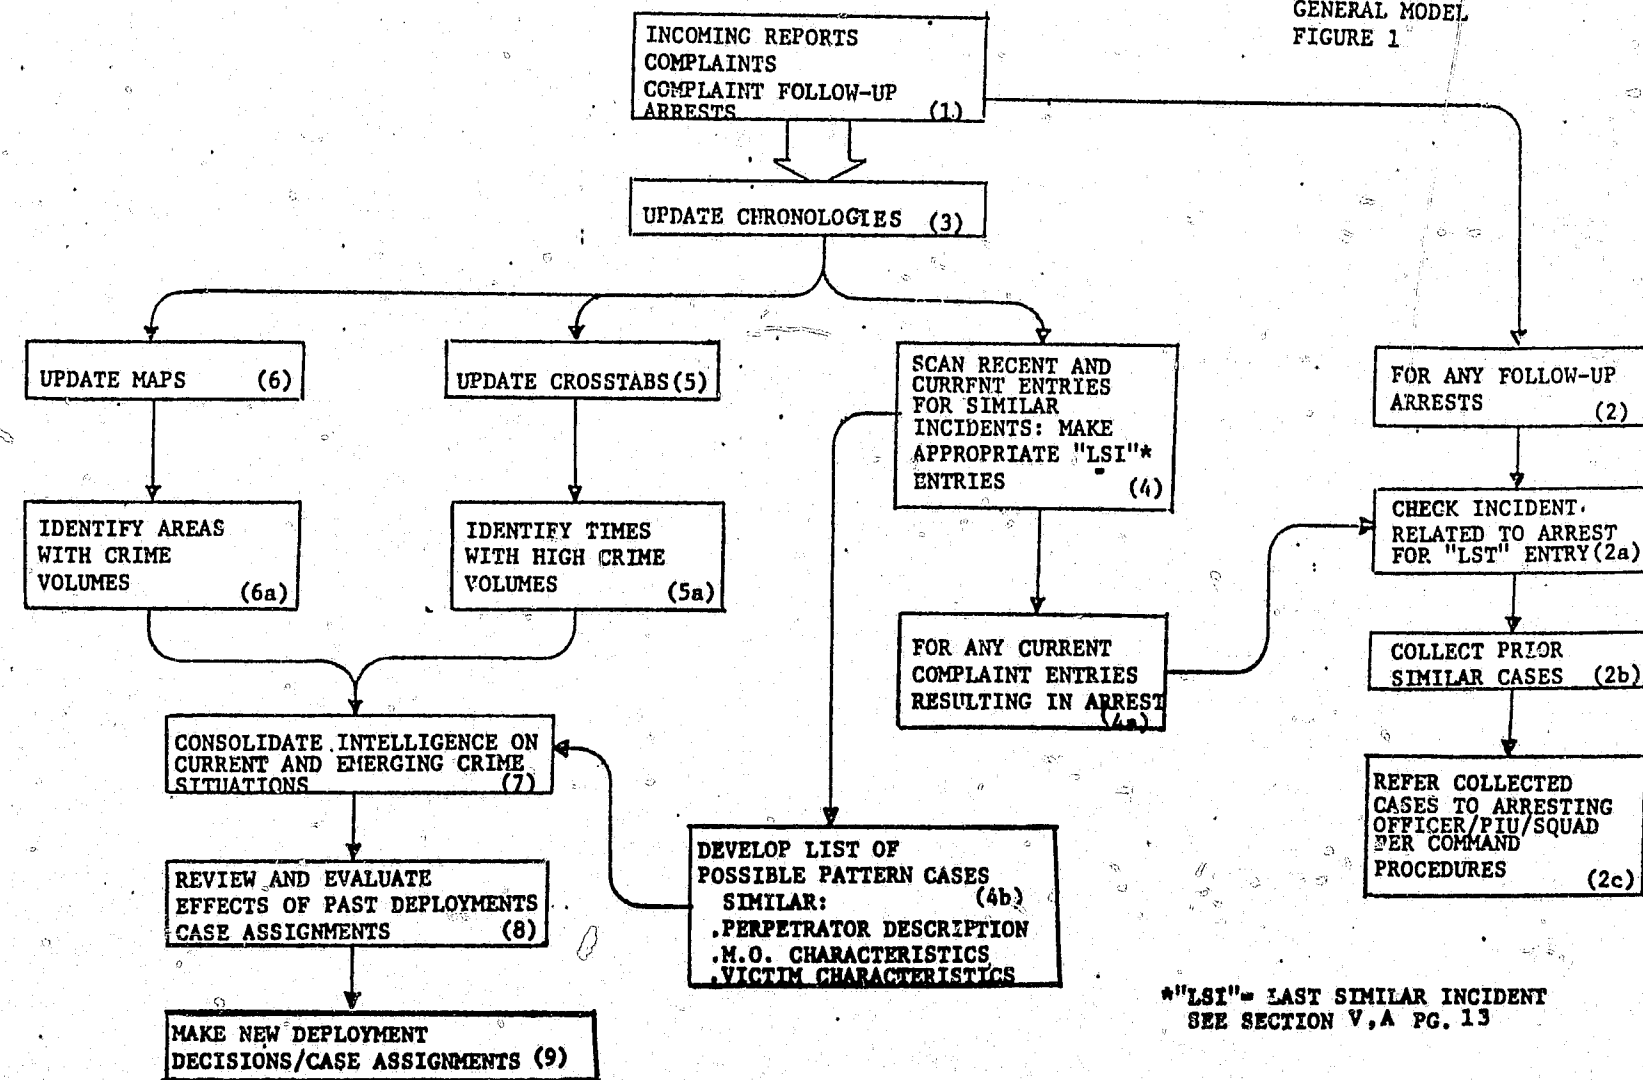 GENERAL MODEL
FIGURE 1
INCOMING REPORTS
COMPLAINTS
COMPLAINT FOLLOW-UP
ARRESTS (1)
UPDATE CHRONOLOGIES (3)
UPDATE MAPS (6)
UPDATE CROSSTABS (5)
SCAN RECENT AND
CURRENT ENTRIES
FOR SIMILAR
INCIDENTS: MAKE
APPROPRIATE "LSI"*
ENTRIES (4)
FOR ANY FOLLOW-UP
ARRESTS (2)
IDENTIFY AREAS
WITH CRIME
VOLUMES (6a)
IDENTIFY TIMES
WITH HIGH CRIME
VOLUMES (5a)
CHECK INCIDENT
RELATED TO ARREST
FOR "LST" ENTRY (2a)
FOR ANY CURRENT
COMPLAINT ENTRIES
RESULTING IN ARREST
(4a)
COLLECT PRIOR
SIMILAR CASES (2b)
CONSOLIDATE INTELLIGENCE ON
CURRENT AND EMERGING CRIME
SITUATIONS (7)
REFER COLLECTED
CASES TO ARRESTING
OFFICER/PIU/SQUAD
PER COMMAND
PROCEDURES (2c)
DEVELOP LIST OF
POSSIBLE PATTERN CASES
SIMILAR: (4b)
.PERPETRATOR DESCRIPTION
.M.O. CHARACTERISTICS
.VICTIM CHARACTERISTICS
REVIEW AND EVALUATE
EFFECTS OF PAST DEPLOYMENTS
CASE ASSIGNMENTS (8)
MAKE NEW DEPLOYMENT
DECISIONS/CASE ASSIGNMENTS (9)
*"LSI"= LAST SIMILAR INCIDENT
SEE SECTION V,A PG. 13